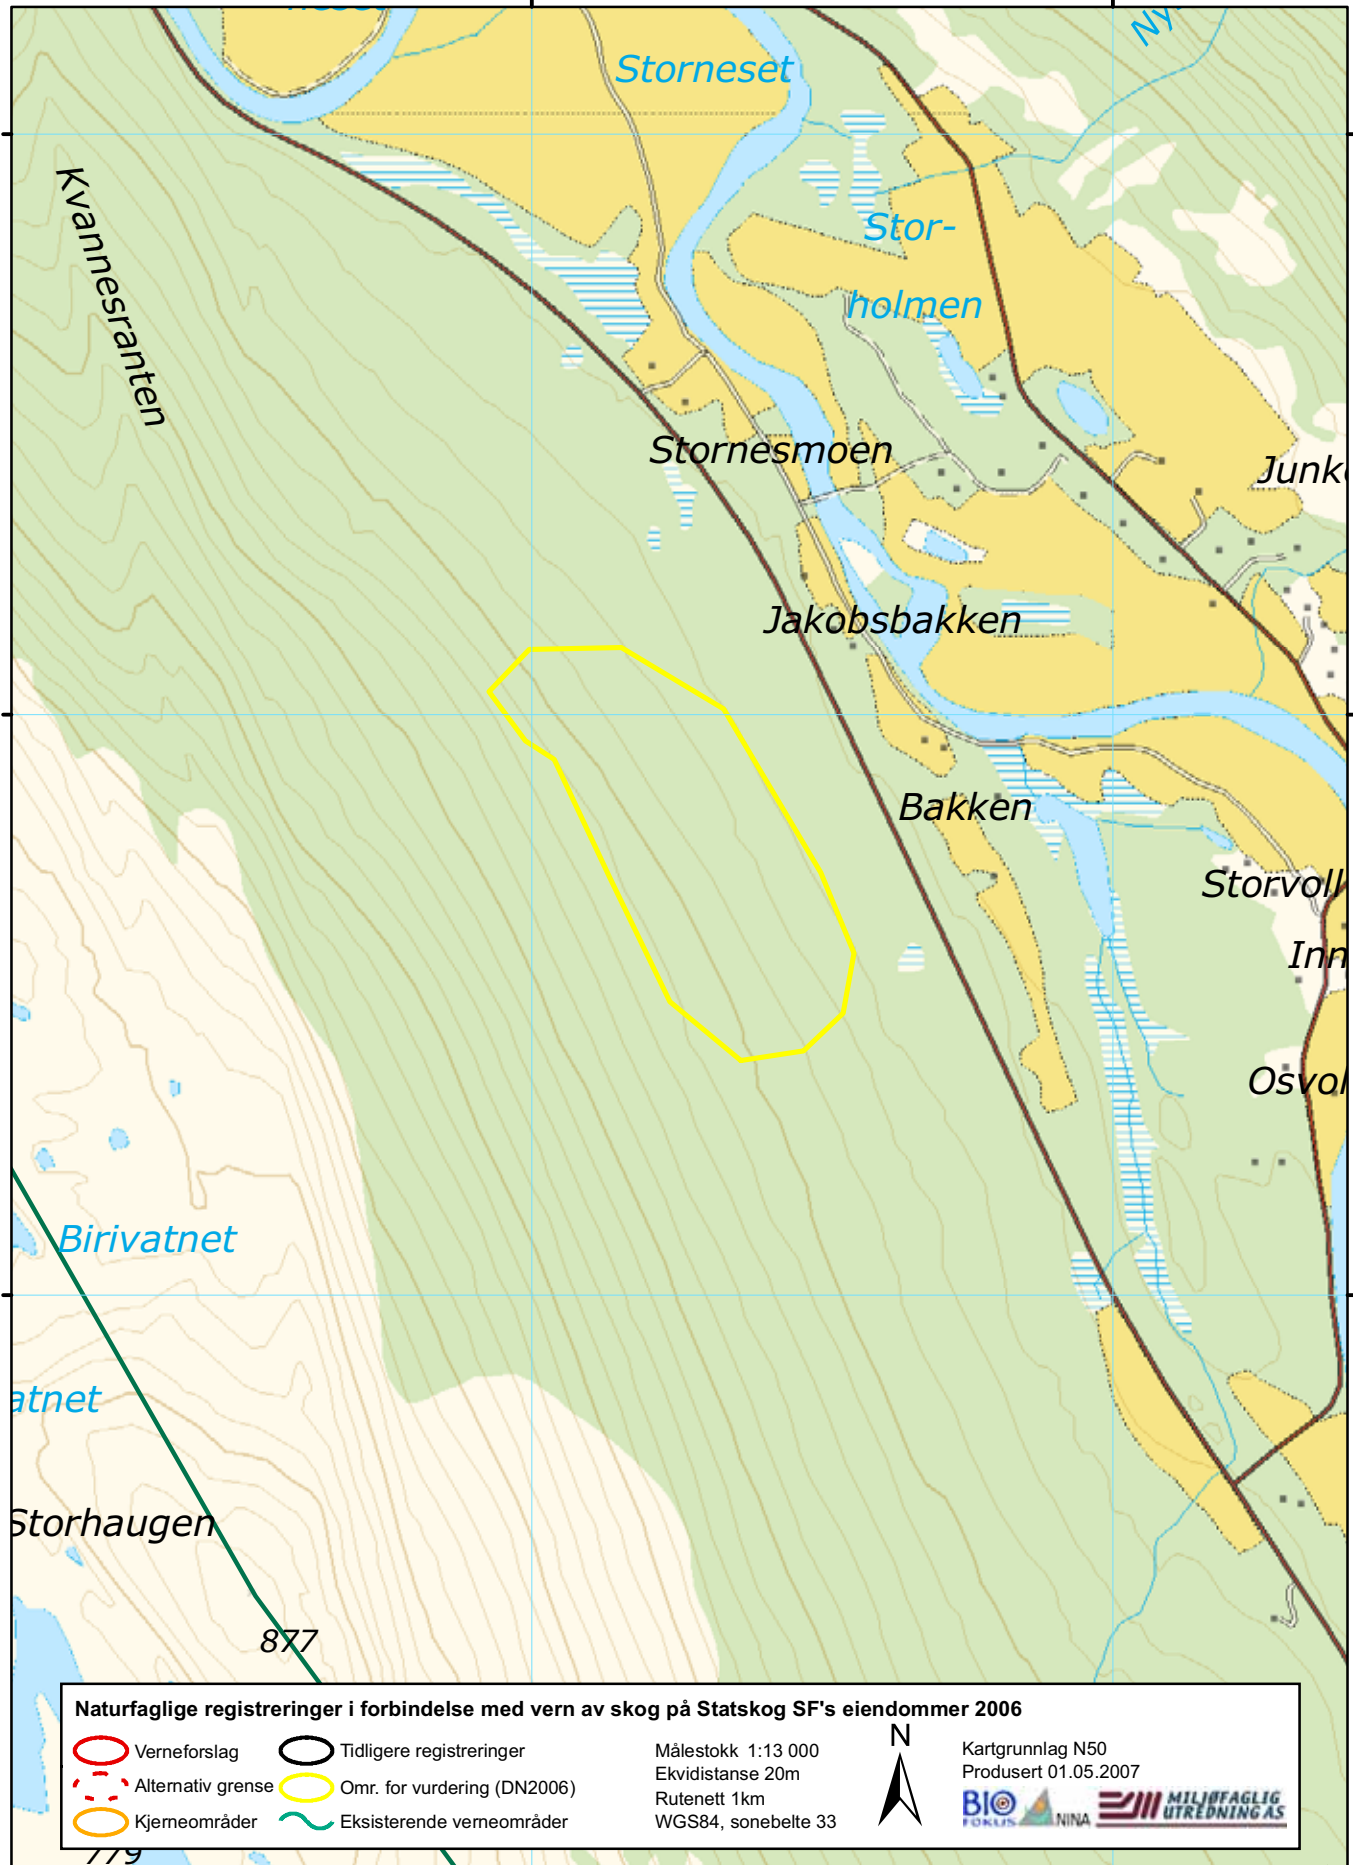 Storneset
Kvannesranten
Stor-
holmen
Stornesmoen
Jakobsbakken
Bakken
Storvoll
Birivatnet
atnet
Storhaugen
877
779
Naturfaglige registreringer i forbindelse med vern av skog på Statskog SF's eiendommer 2006
Verneforslag
Alternativ grense
Kjerneområder
Tidligere registreringer
Omr. for vurdering (DN2006)
Eksisterende verneområder
Målestokk 1:13 000
Ekvidistanse 20m
Rutenett 1km
WGS84, sonebelte 33
N
Kartgrunnlag N50
Produsert 01.05.2007
BIO
FOKUS
NINA
MILJØFAGLIG
UTREDNING AS